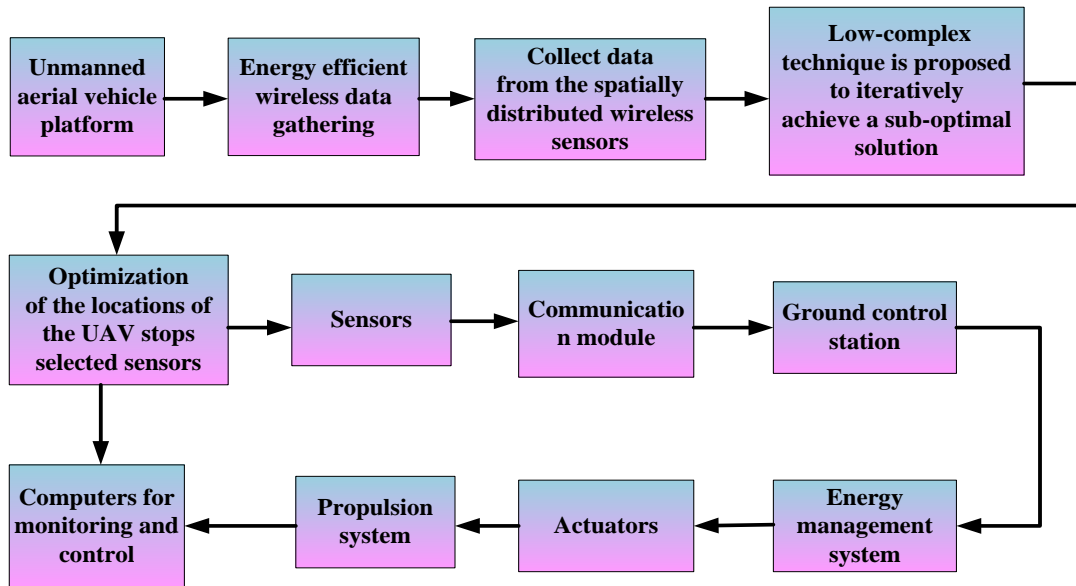 Unmanned
aerial vehicle
platform
Energy efficient
wireless data
gathering
Collect data
from the spatially
distributed wireless
sensors
Low-complex
technique is proposed
to iteratively
achieve a sub-optimal
solution
Optimization
of the locations of
the UAV stops
selected sensors
Sensors
Communicatio
n module
Ground control
station
Computers for
monitoring and
control
Propulsion
system
Actuators
Energy
management
system